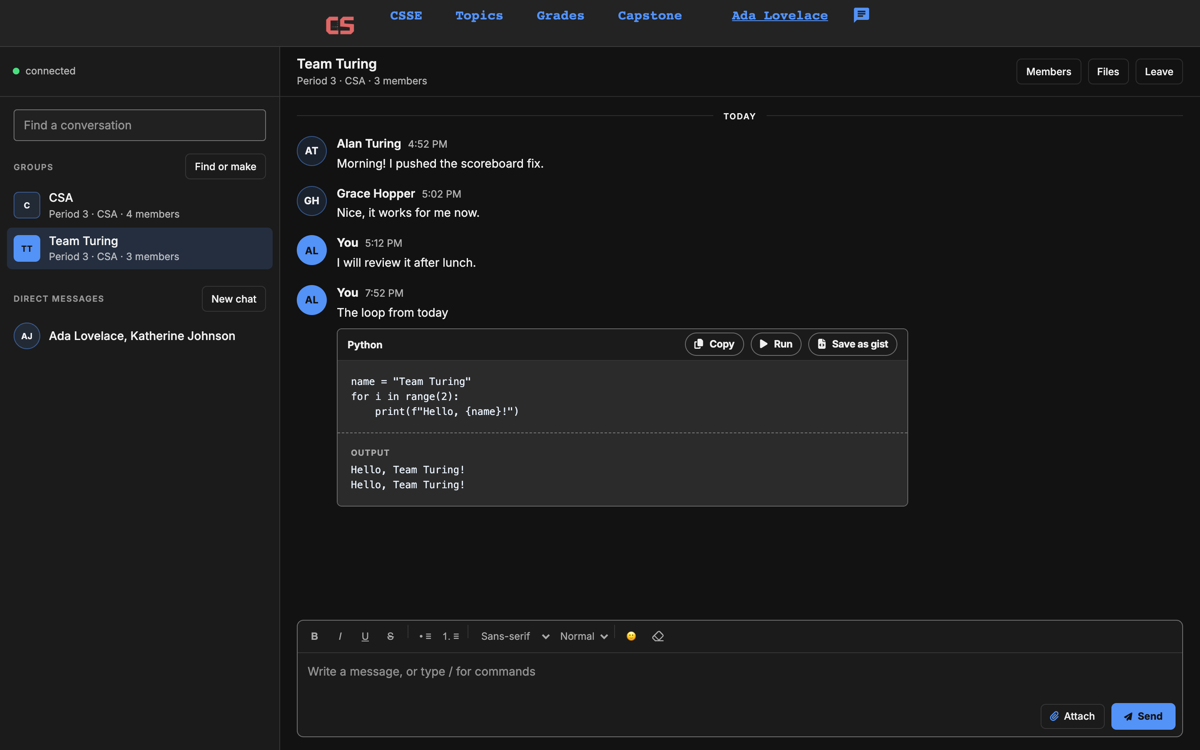 CS
CSSE
Topics
Grades
Capstone
Ada Lovelace
connected
Find a conversation
GROUPS
Find or make
C
CSA
Period 3 · CSA · 4 members
TT
Team Turing
Period 3 · CSA · 3 members
DIRECT MESSAGES
New chat
AJ
Ada Lovelace, Katherine Johnson
Team Turing
Period 3 · CSA · 3 members
Members
Files
Leave
TODAY
AT
Alan Turing 4:52 PM
Morning! I pushed the scoreboard fix.
GH
Grace Hopper 5:02 PM
Nice, it works for me now.
AL
You 5:12 PM
I will review it after lunch.
AL
You 7:52 PM
The loop from today
Python
Copy
Run
Save as gist
name = "Team Turing"
for i in range(2):
    print(f"Hello, {name}!")
OUTPUT
Hello, Team Turing!
Hello, Team Turing!
B I U S 1. Sans-serif Normal
Write a message, or type / for commands
Attach
Send